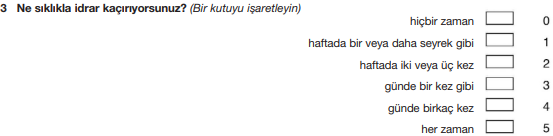 3 Ne sıklıkla idrar kaçırıyorsunuz? (Bir kutuyu işaretleyin)
hiçbir zaman 0
haftada bir veya daha seyrek gibi 1
haftada iki veya üç kez 2
günde bir kez gibi 3
günde birkaç kez 4
her zaman 5